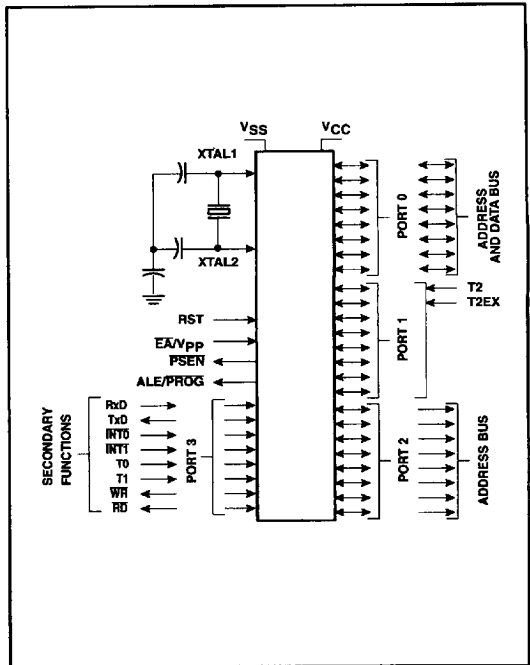 VSS
VCC
XTAL1
XTAL2
RST
EA/VPP
PSEN
ALE/PROG
SECONDARY
FUNCTIONS
RxD
TxD
INT0
INT1
T0
T1
WR
RD
PORT 3
PORT 0
ADDRESS
AND DATA BUS
PORT 1
T2
T2EX
PORT 2
ADDRESS BUS